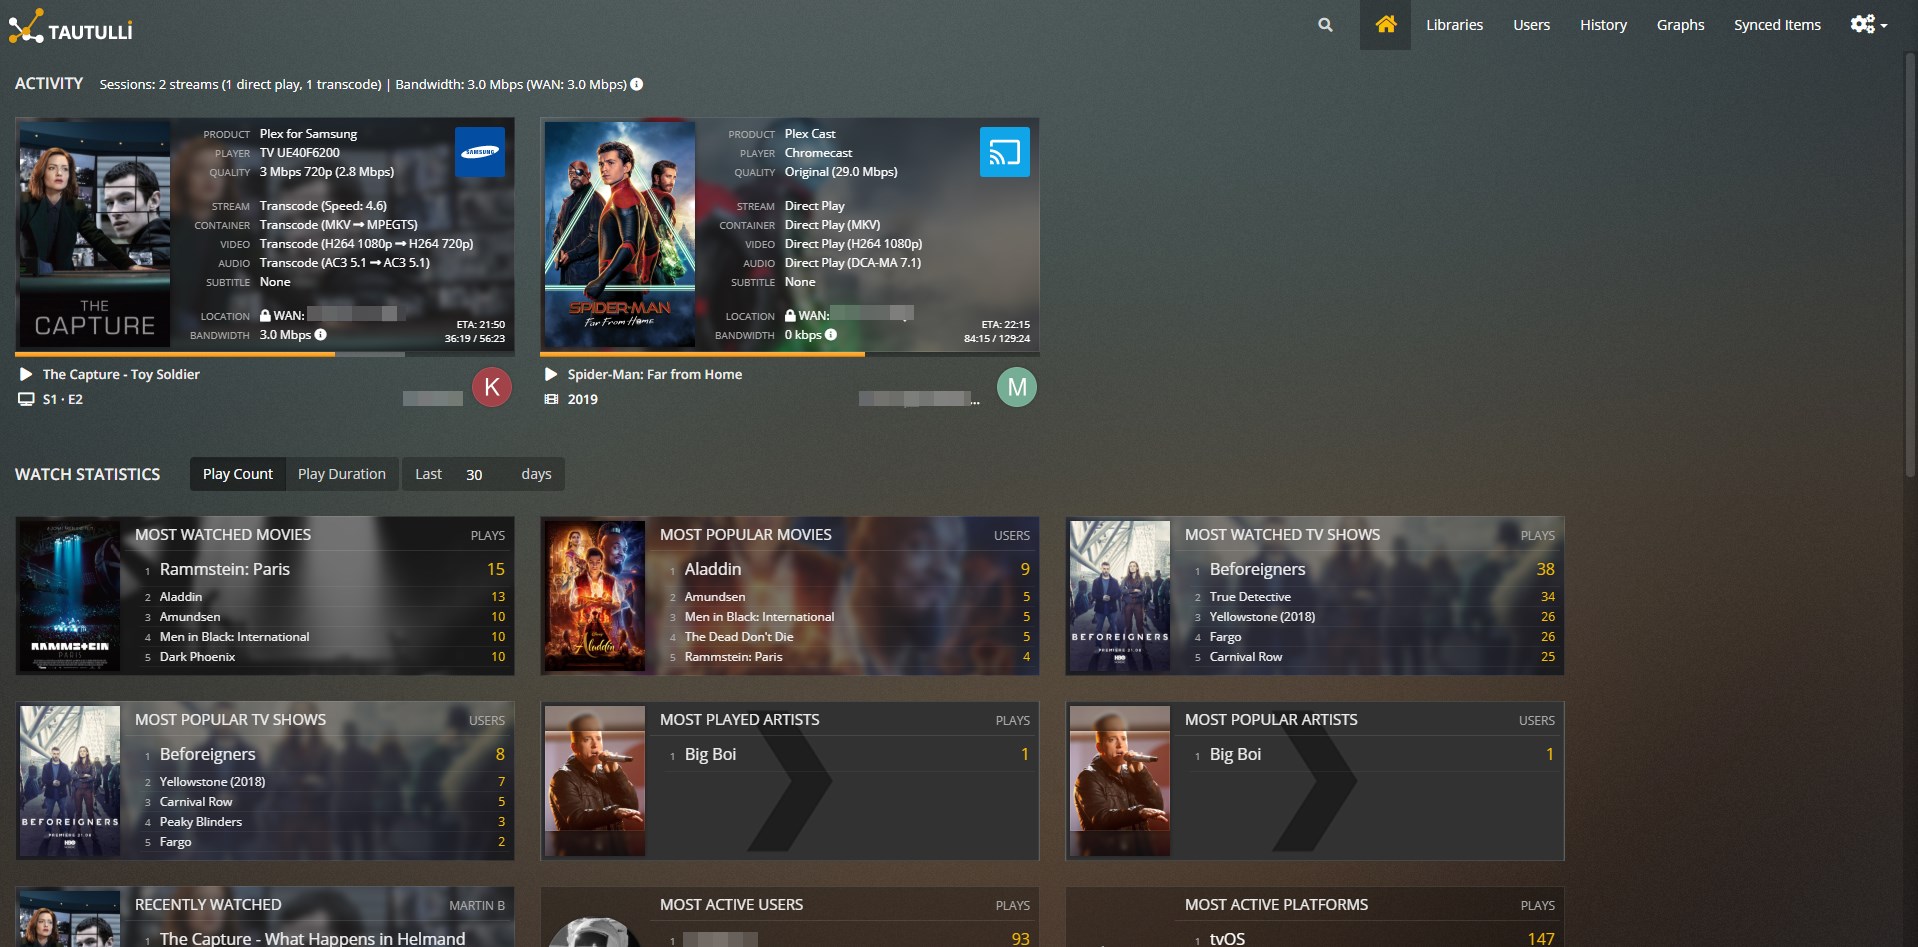 TAUTULLi
Libraries
Users
History
Graphs
Synced Items
ACTIVITY Sessions: 2 streams (1 direct play, 1 transcode) | Bandwidth: 3.0 Mbps (WAN: 3.0 Mbps)
THE
CAPTURE
PRODUCT Plex for Samsung
PLAYER TV UE40F6200
QUALITY 3 Mbps 720p (2.8 Mbps)
STREAM Transcode (Speed: 4.6)
CONTAINER Transcode (MKV → MPEGTS)
VIDEO Transcode (H264 1080p → H264 720p)
AUDIO Transcode (AC3 5.1 → AC3 5.1)
SUBTITLE None
LOCATION WAN:
BANDWIDTH 3.0 Mbps
ETA: 21:50
36:19 / 56:23
SAMSUNG
The Capture - Toy Soldier
S1 · E2
K
SPIDER-MAN
Far From Home
PRODUCT Plex Cast
PLAYER Chromecast
QUALITY Original (29.0 Mbps)
STREAM Direct Play
CONTAINER Direct Play (MKV)
VIDEO Direct Play (H264 1080p)
AUDIO Direct Play (DCA-MA 7.1)
SUBTITLE None
LOCATION WAN:
BANDWIDTH 0 kbps
ETA: 22:15
84:15 / 129:24
Spider-Man: Far from Home
2019
...
M
WATCH STATISTICS Play Count Play Duration Last 30 days
RAMMSTEIN
PARIS
MOST WATCHED MOVIES PLAYS
1 Rammstein: Paris 15
2 Aladdin 13
3 Amundsen 10
4 Men in Black: International 10
5 Dark Phoenix 10
Aladdin
MOST POPULAR MOVIES USERS
1 Aladdin 9
2 Amundsen 5
3 Men in Black: International 5
4 The Dead Don't Die 5
5 Rammstein: Paris 4
BEFOREIGNERS
PREMIERE 21.08
HBO
MOST WATCHED TV SHOWS PLAYS
1 Beforeigners 38
2 True Detective 34
3 Yellowstone (2018) 26
4 Fargo 26
5 Carnival Row 25
BEFOREIGNERS
PREMIERE 21.08
HBO
MOST POPULAR TV SHOWS USERS
1 Beforeigners 8
2 Yellowstone (2018) 7
3 Carnival Row 5
4 Peaky Blinders 3
5 Fargo 2
MOST PLAYED ARTISTS PLAYS
1 Big Boi 1
MOST POPULAR ARTISTS USERS
1 Big Boi 1
RECENTLY WATCHED MARTIN B
1 The Capture - What Happens in Helmand
MOST ACTIVE USERS PLAYS
1 93
MOST ACTIVE PLATFORMS PLAYS
1 tvOS 147